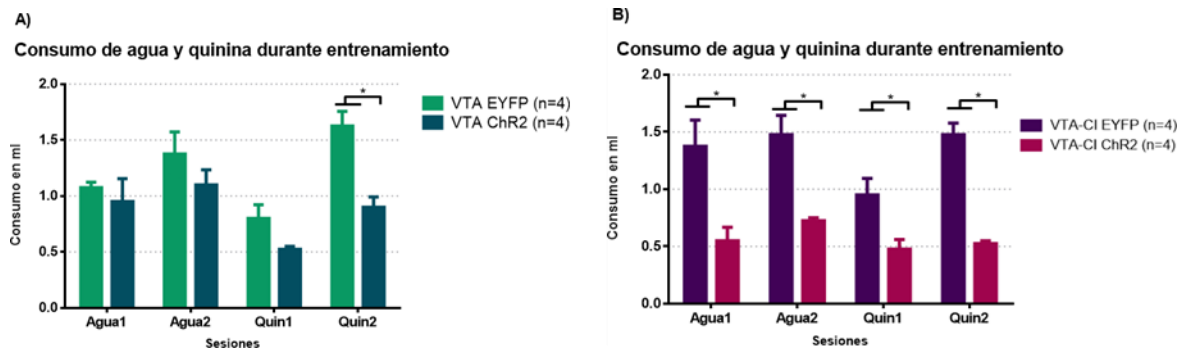 A)
Consumo de agua y quinina durante entrenamiento
2.0
1.5
1.0
0.5
0.0
Consumo en ml
*
VTA EYFP (n=4)
VTA ChR2 (n=4)
Agua1 Agua2 Quin1 Quin2
Sesiones
B)
Consumo de agua y quinina durante entrenamiento
2.0
1.5
1.0
0.5
0.0
Consumo en ml
* * * *
VTA-CI EYFP (n=4)
VTA-CI ChR2 (n=4)
Agua1 Agua2 Quin1 Quin2
Sesiones